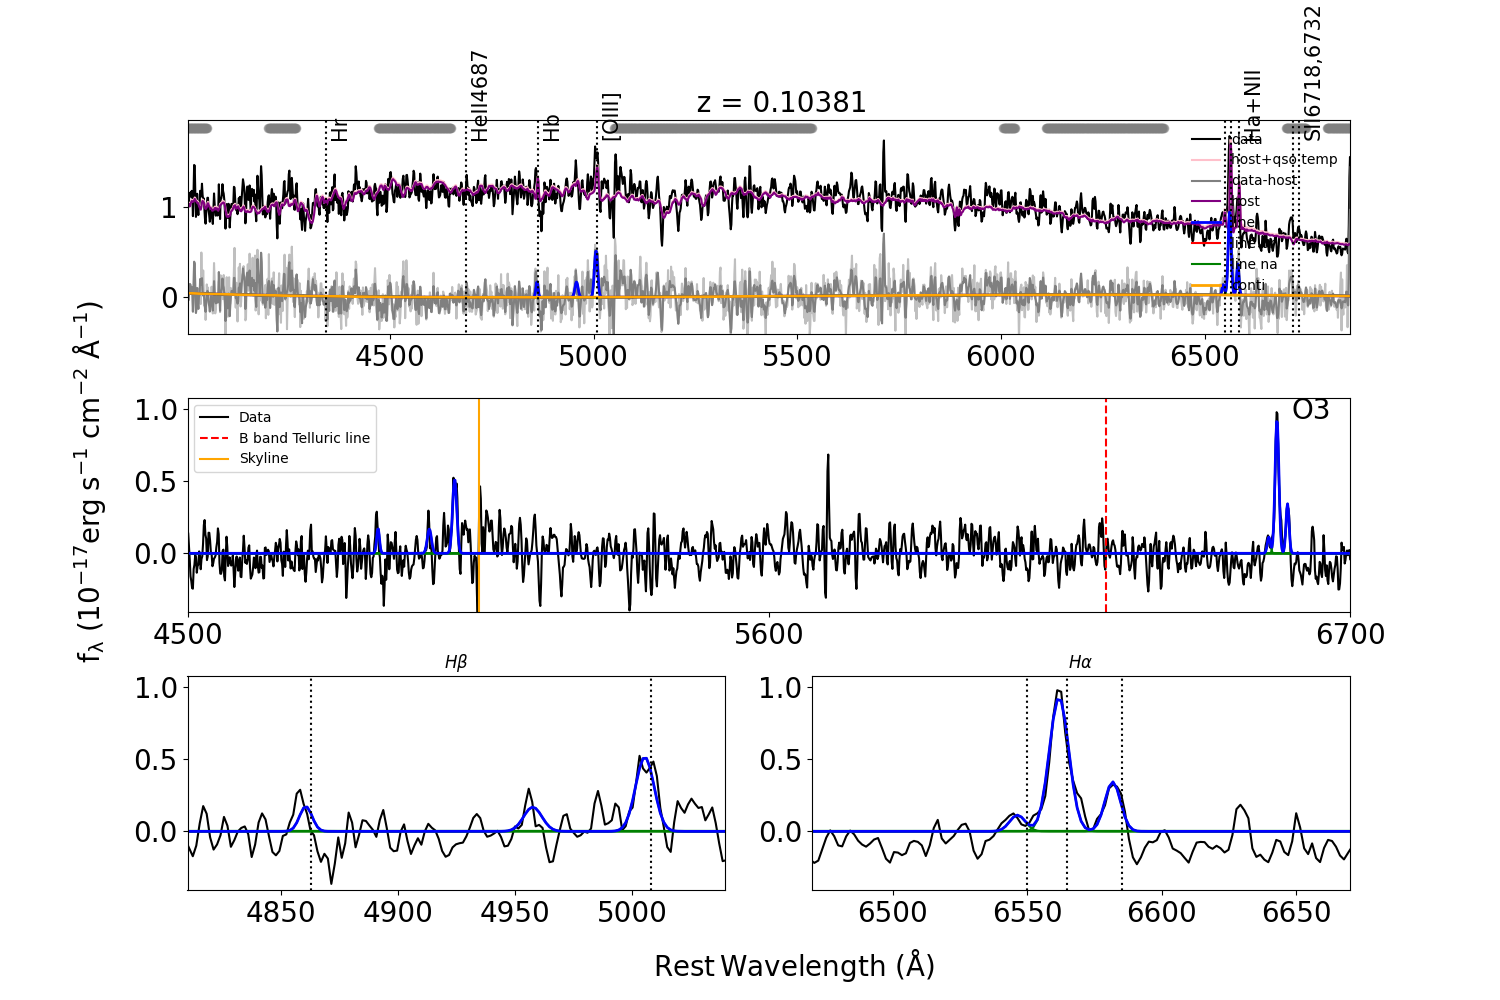 z = 0.10381
Hr
HeII4687
Hb
[OIII]
Ha+NII
SII6718,6732
data
host+qso temp
data-host
host
line na
conti
1
0
4500 5000 5500 6000 6500
fλ (10⁻¹⁷erg s⁻¹ cm⁻² Å⁻¹)
O3
Data
B band Telluric line
Skyline
1.0
0.5
0.0
4500 5600 6700
Hβ
1.0
0.5
0.0
4850 4900 4950 5000
Hα
1.0
0.5
0.0
6500 6550 6600 6650
Rest Wavelength (Å)